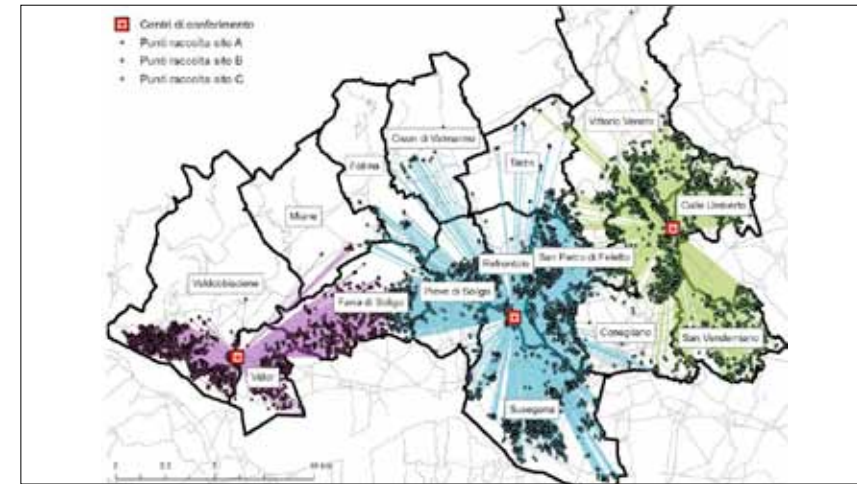 Centri di conferimento
Punti raccolta sito A
Punti raccolta sito B
Punti raccolta sito C
Vittorio Veneto
Cison di Valmarino
Tarzo
Follina
Colle Umberto
Miane
Refrontolo
San Pietro di Feletto
Valdobbiadene
Pieve di Soligo
Farra di Soligo
Conegliano
San Vendemiano
Vidor
Susegana
0